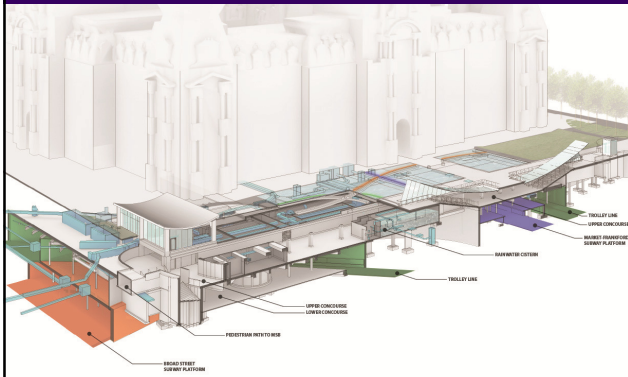 TROLLEY LINE
UPPER CONCOURSE
MARKET-FRANKFORD
SUBWAY PLATFORM
RAINWATER CISTERN
TROLLEY LINE
UPPER CONCOURSE
LOWER CONCOURSE
PEDESTRIAN PATH TO MSB
BROAD STREET
SUBWAY PLATFORM